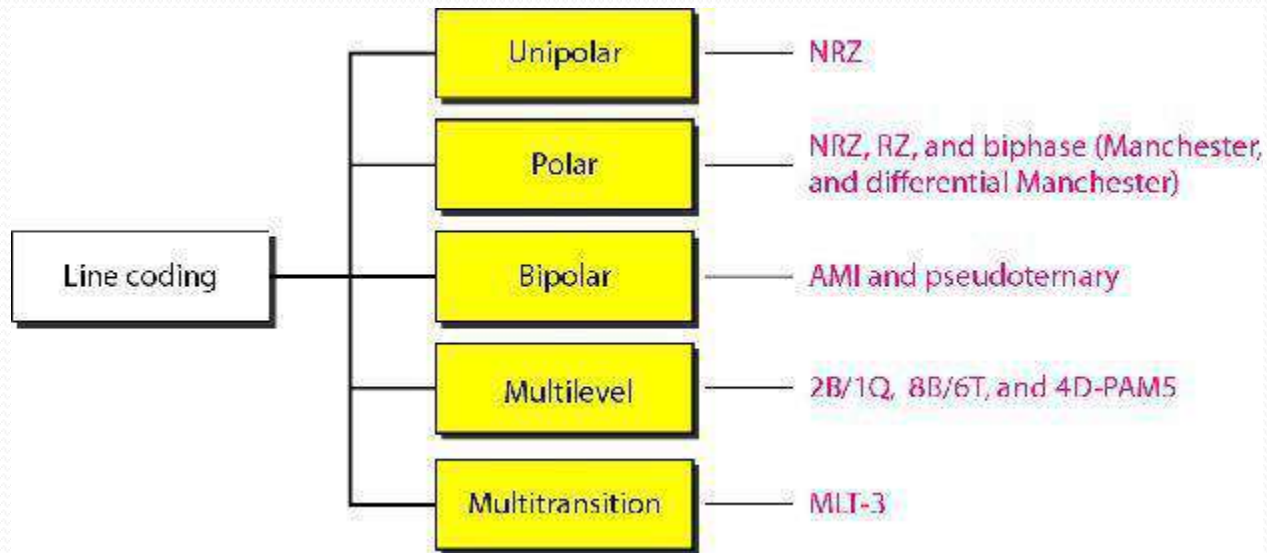 Unipolar
NRZ
Polar
NRZ, RZ, and biphase (Manchester,
and differential Manchester)
Line coding
Bipolar
AMI and pseudoternary
Multilevel
2B/1Q, 8B/6T, and 4D-PAM5
Multitransition
MLT-3